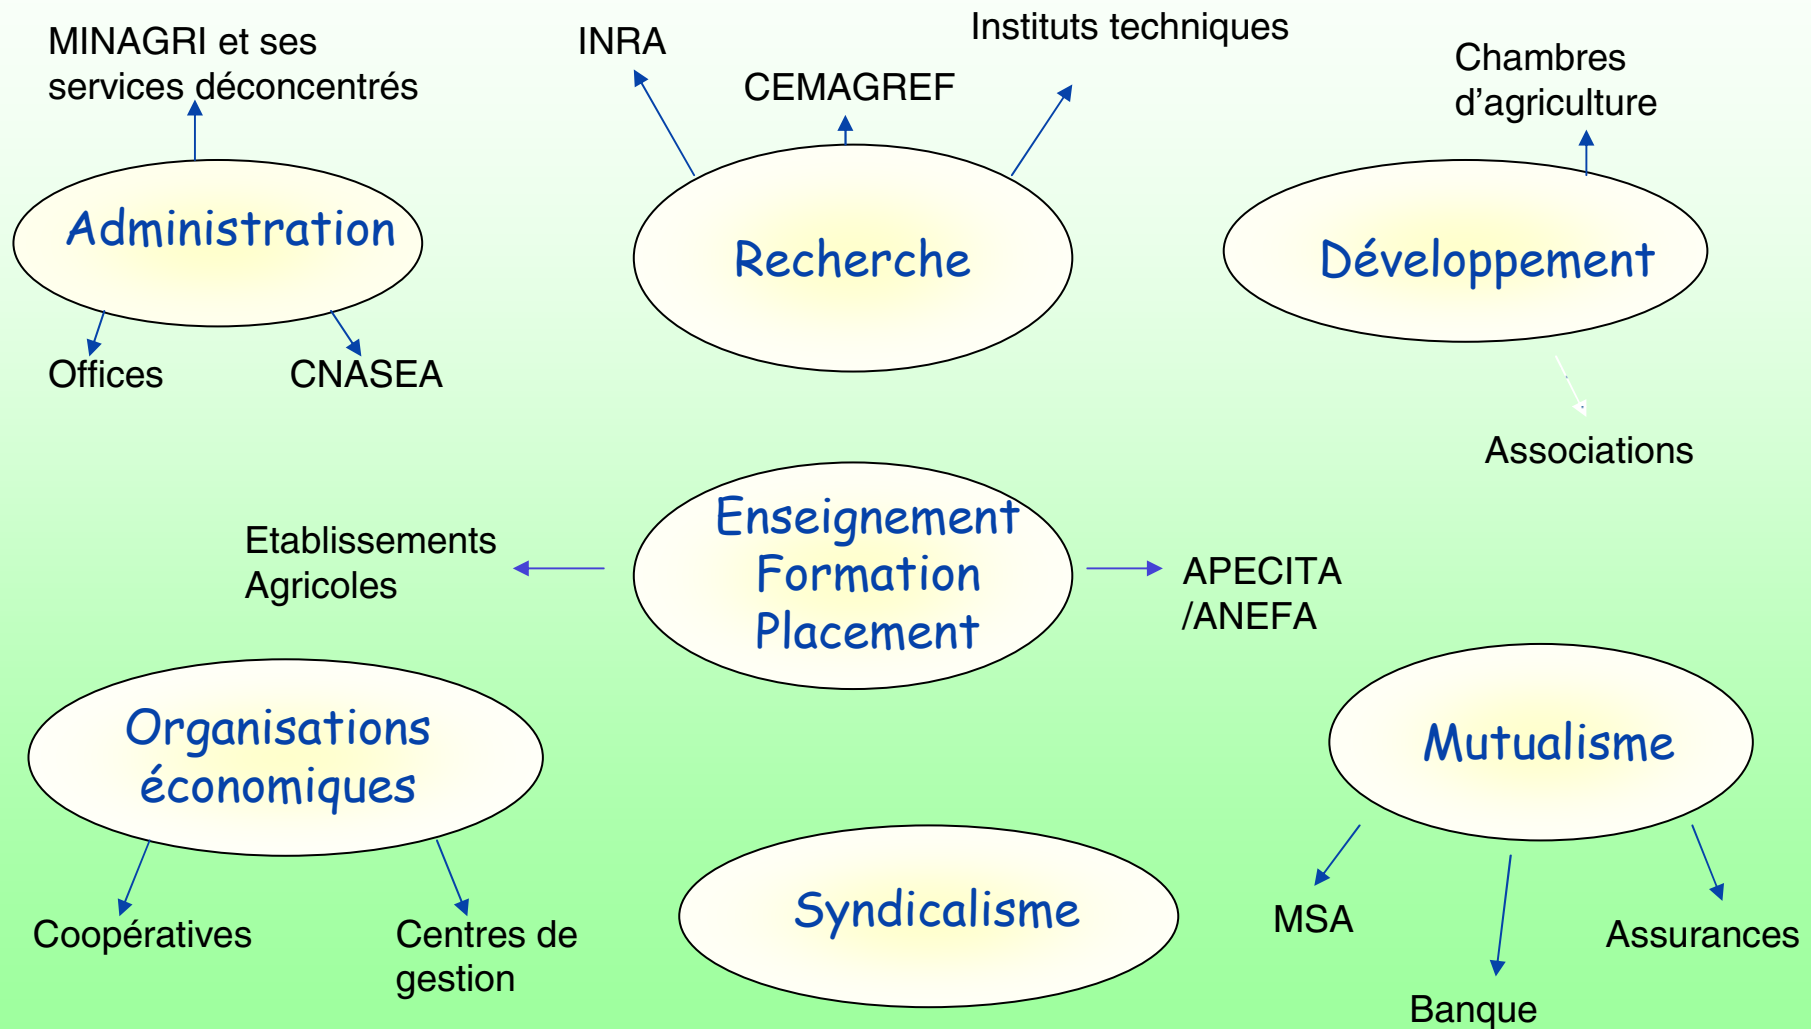 MINAGRI et ses
services déconcentrés
INRA
CEMAGREF
Instituts techniques
Chambres
d’agriculture
Administration
Recherche
Développement
Offices
CNASEA
Associations
Etablissements
Agricoles
Enseignement
Formation
Placement
APECITA
/ANEFA
Organisations
économiques
Mutualisme
Coopératives
Centres de
gestion
Syndicalisme
MSA
Banque
Assurances